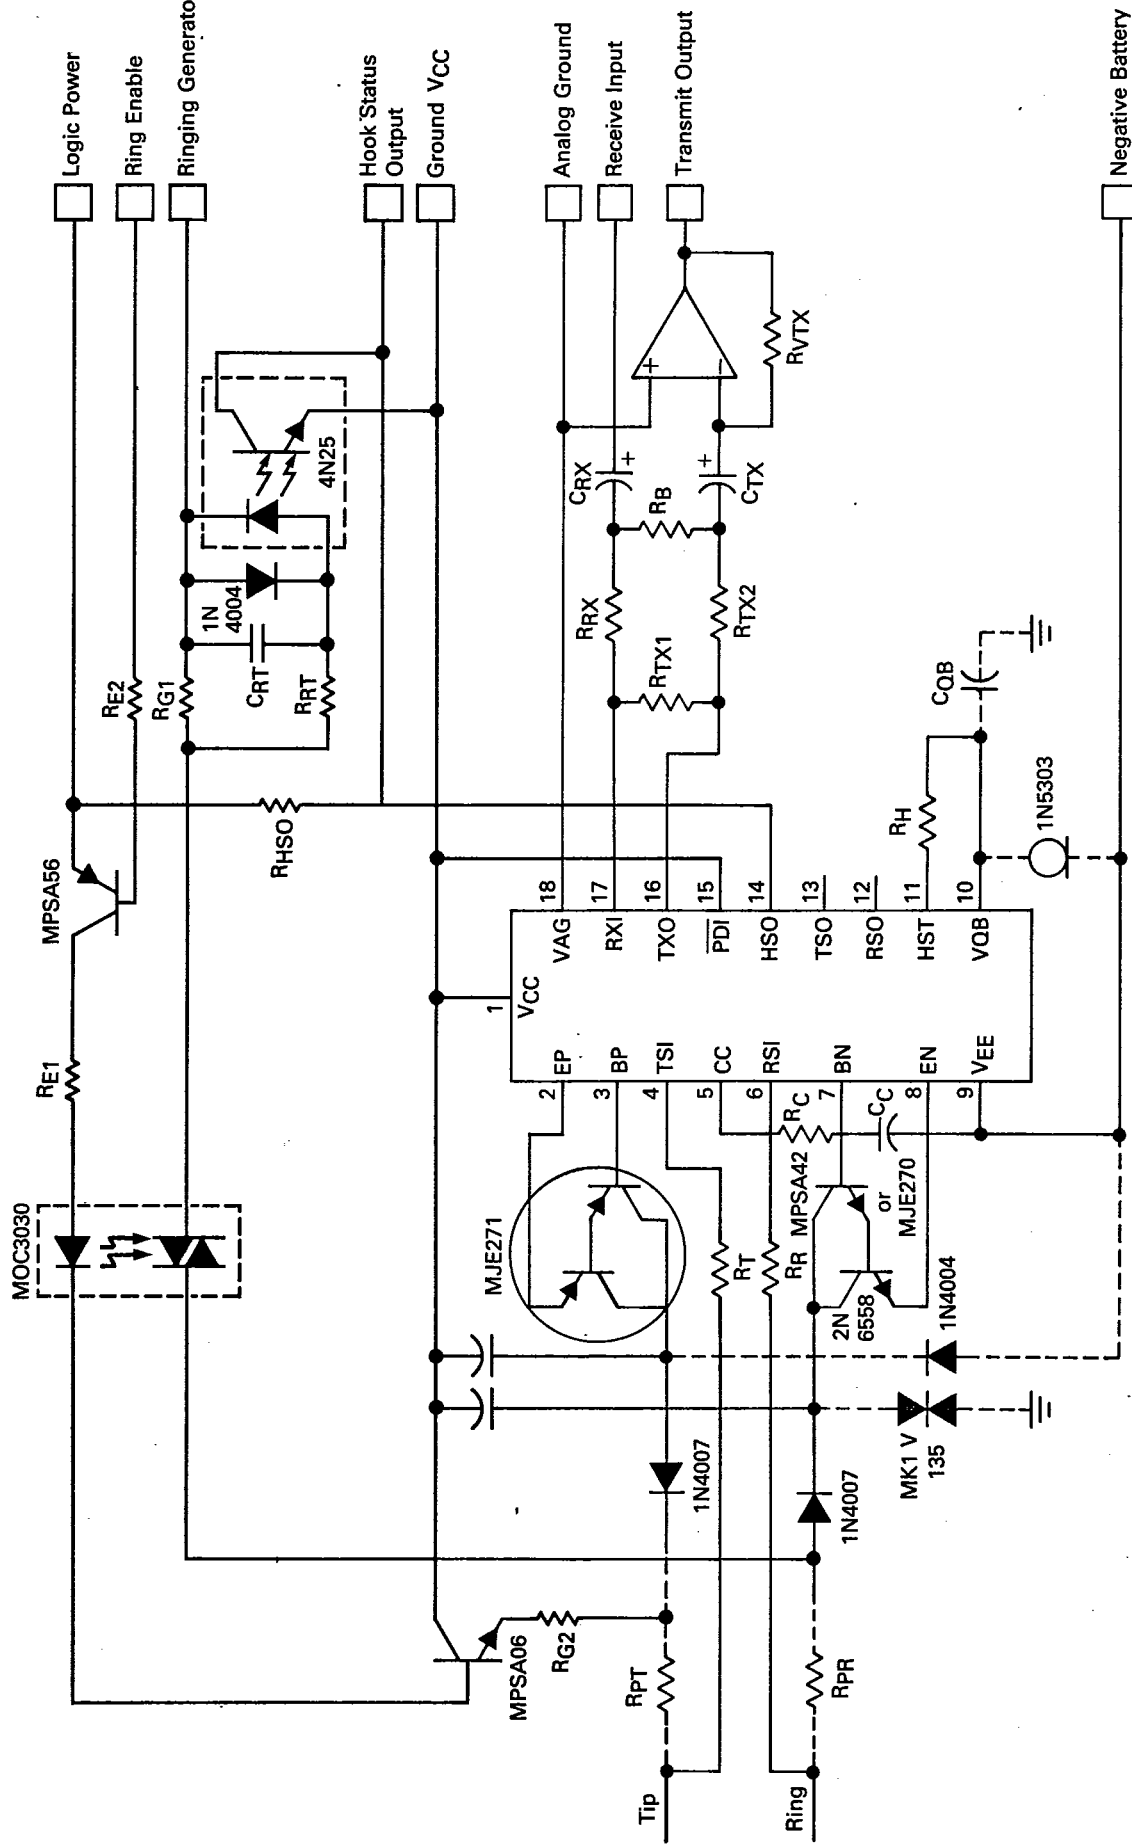 Logic Power
Ring Enable
Ringing Generato
Hook Status
Output
Ground VCC
Analog Ground
Receive Input
Transmit Output
Negative Battery
MPSA56
RE1
RE2
RG1
1N
4004
CRT
RRT
4N25
RHSO
MOC3030
CRX
+
RB
+
CTX
RRX
RTX1
RTX2
+
−
RVTX
CQB
RH
1N5303
1
VCC
VAG
18
RXI
17
TXO
16
PDI
15
HSO
14
TSO
13
RSO
12
HST
11
VQB
10
2
EP
3
BP
4
TSI
5
CC
6
RSI
7
BN
8
EN
9
VEE
MJE271
RT
RR
RC
CC
MPSA42
or
MJE270
2N
6558
1N4004
MK1 V
135
1N4007
1N4007
MPSA06
RG2
RPT
RPR
Tip
Ring